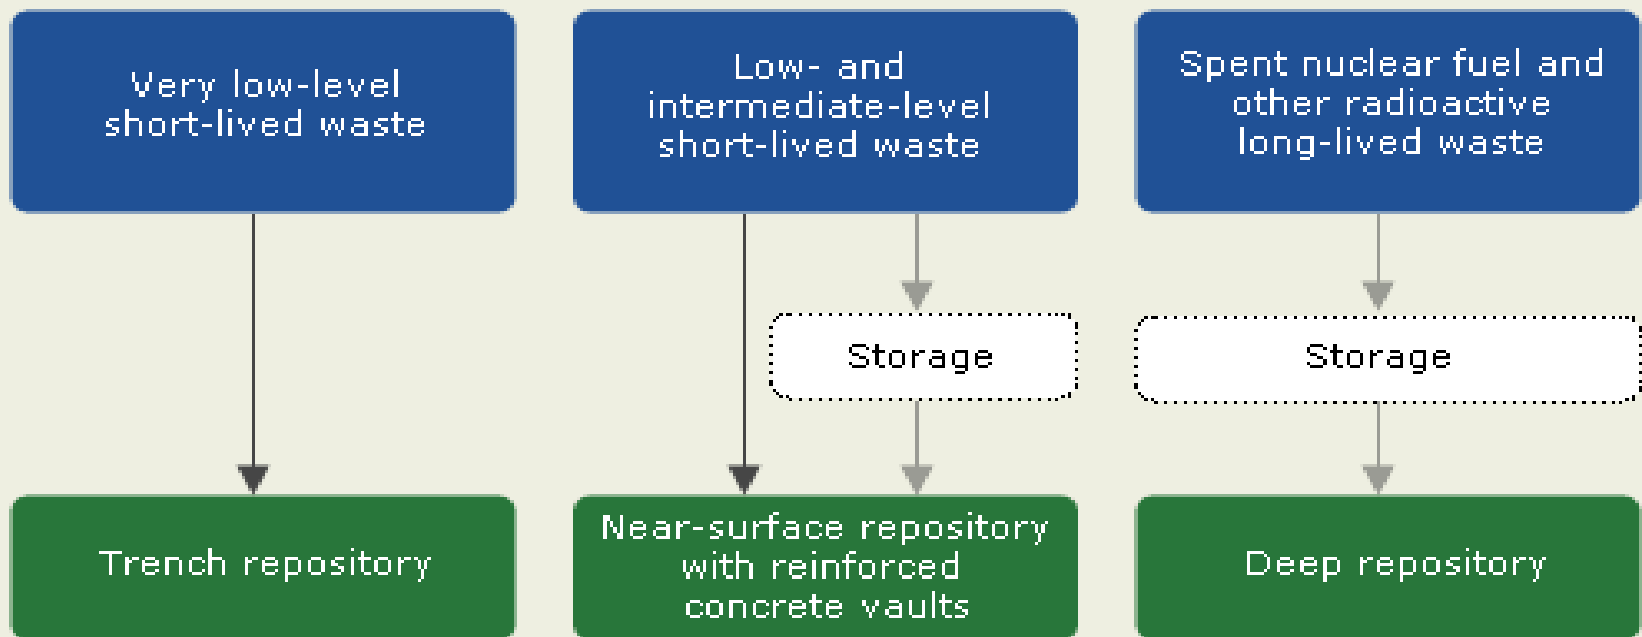 Very low-level
short-lived waste
Low- and
intermediate-level
short-lived waste
Spent nuclear fuel and
other radioactive
long-lived waste
Storage
Storage
Trench repository
Near-surface repository
with reinforced
concrete vaults
Deep repository